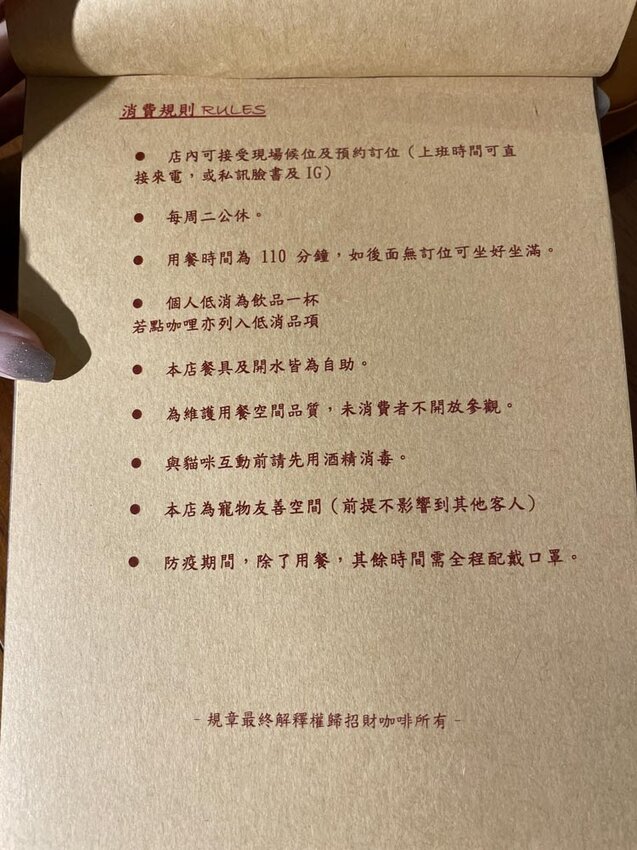 消費規則 RULES
● 店內可接受現場候位及預約訂位（上班時間可直
接來電，或私訊臉書及 IG）
● 每周二公休。
● 用餐時間為 110 分鐘，如後面無訂位可坐好坐滿。
● 個人低消為飲品一杯
若點咖哩亦列入低消品項
● 本店餐具及開水皆為自助。
● 為維護用餐空間品質，未消費者不開放參觀。
● 與貓咪互動前請先用酒精消毒。
● 本店為寵物友善空間（前提不影響到其他客人）
● 防疫期間，除了用餐，其餘時間需全程配戴口罩。
- 規章最終解釋權歸招財咖啡所有 -